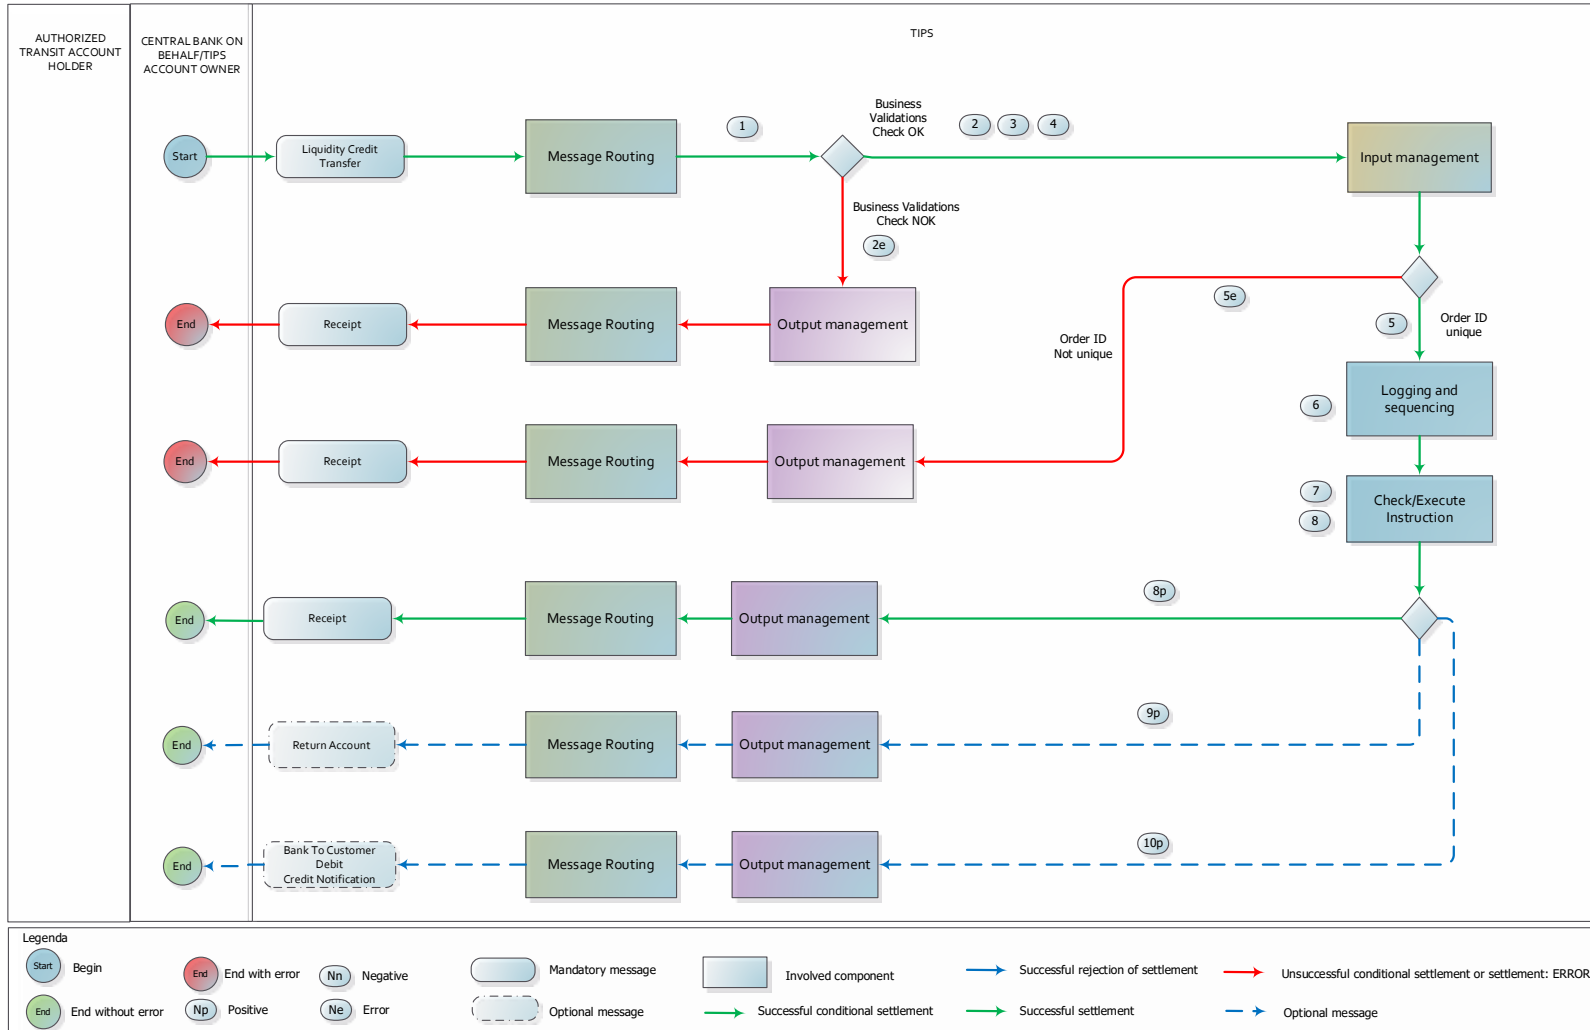 AUTHORIZED
TRANSIT ACCOUNT
HOLDER
CENTRAL BANK ON
BEHALF/TIPS
ACCOUNT OWNER
TIPS
Start
Liquidity Credit
Transfer
Message Routing
1
Business
Validations
Check OK
2
3
4
Input management
Business Validations
Check NOK
2e
End
Receipt
Message Routing
Output management
5e
Order ID
Not unique
5
Order ID
unique
Logging and
sequencing
6
End
Receipt
Message Routing
Output management
7
8
Check/Execute
Instruction
End
Receipt
Message Routing
Output management
8p
End
Return Account
Message Routing
Output management
9p
End
Bank To Customer
Debit
Credit Notification
Message Routing
Output management
10p
Legenda
Start
Begin
End
End with error
Nn
Negative
Mandatory message
Involved component
Successful rejection of settlement
Unsuccessful conditional settlement or settlement: ERROR
End
End without error
Np
Positive
Ne
Error
Optional message
Successful conditional settlement
Successful settlement
Optional message